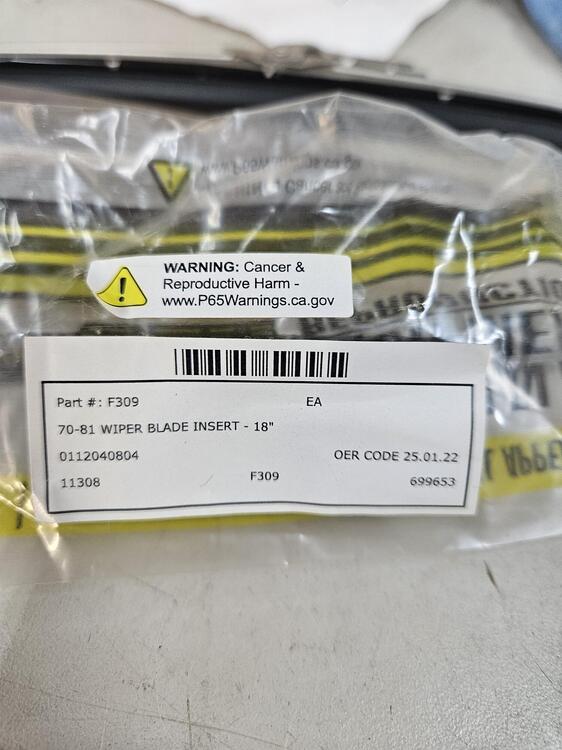 WARNING: Cancer &
Reproductive Harm -
www.P65Warnings.ca.gov
Part #: F309 EA
70-81 WIPER BLADE INSERT - 18"
0112040804 OER CODE 25.01.22
11308 F309 699653